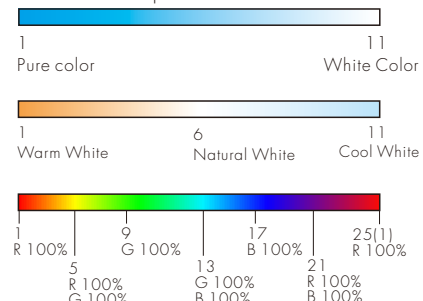 1 11
Pure color White Color
1 6 11
Warm White Natural White Cool White
1 9 17 25(1)
R 100% G 100% B 100% R 100%
5 13 21
R 100% G 100% R 100%
G 100% B 100% B 100%